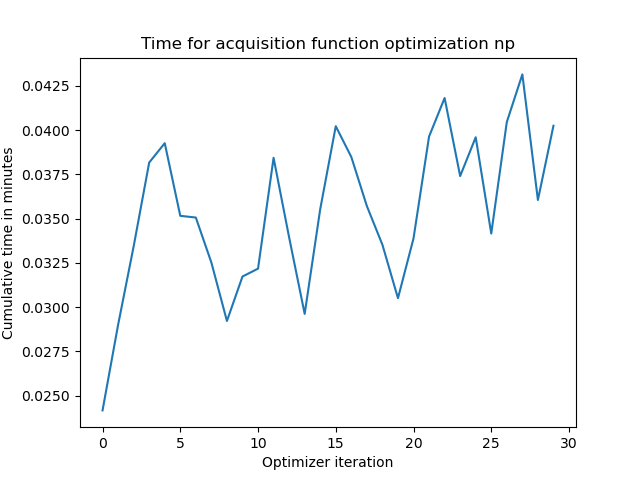 Time for acquisition function optimization np
Cumulative time in minutes
0.0425
0.0400
0.0375
0.0350
0.0325
0.0300
0.0275
0.0250
0 5 10 15 20 25 30
Optimizer iteration